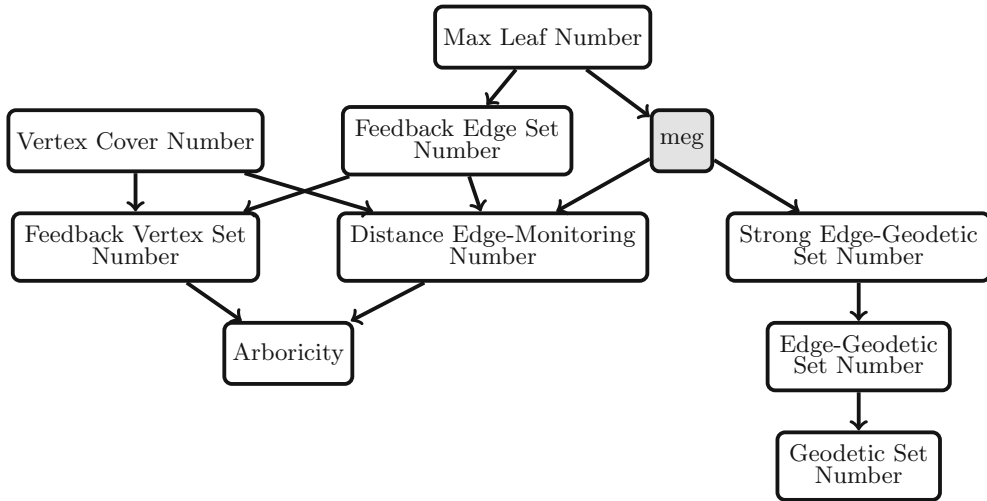 Max Leaf Number
Vertex Cover Number
Feedback Edge Set
Number
meg
Feedback Vertex Set
Number
Distance Edge-Monitoring
Number
Strong Edge-Geodetic
Set Number
Arboricity
Edge-Geodetic
Set Number
Geodetic Set
Number